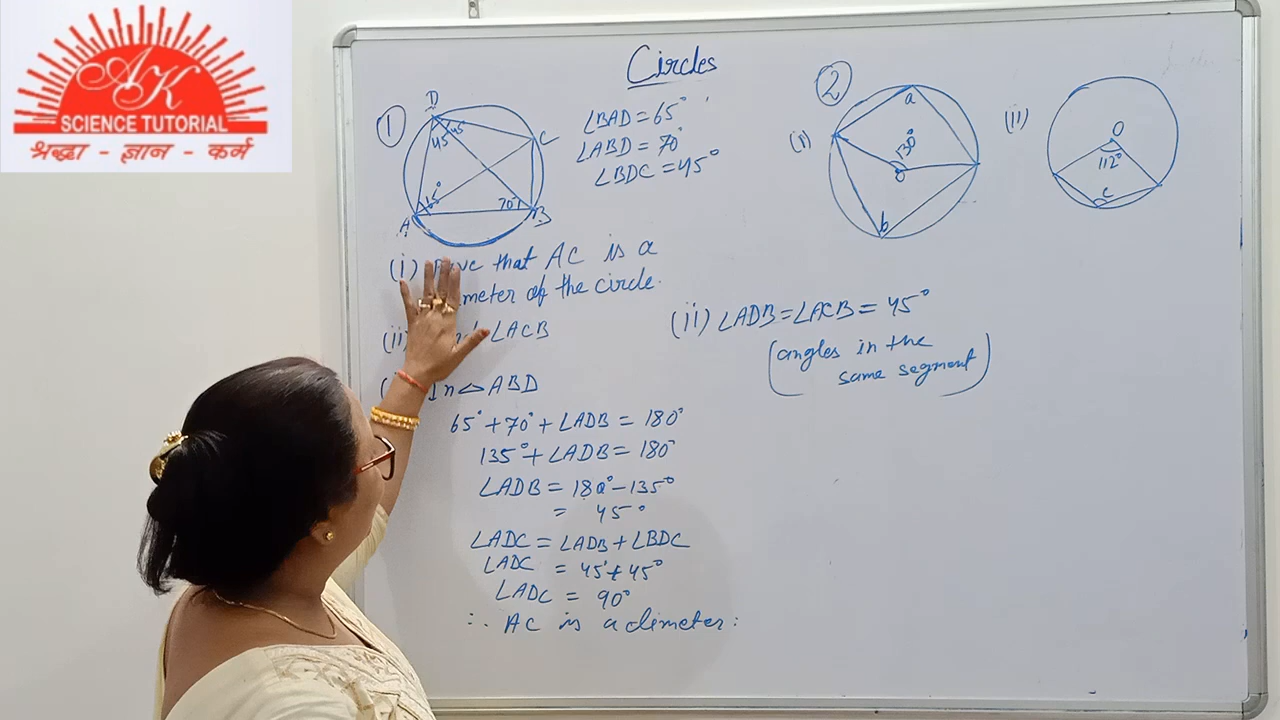 AK
SCIENCE TUTORIAL
श्रद्धा - ज्ञान - कर्म
Circles
1
D
45 45
C
A
65°
70°
B
∠BAD = 65°
∠ABD = 70°
∠BDC = 45°
(i) that AC is a
of the circle.
(ii) ∠ACB
In △ABD
65° + 70° + ∠ADB = 180°
135° + ∠ADB = 180°
∠ADB = 180° - 135°
= 45°
∠ADC = ∠ADB + ∠BDC
∠ADC = 45° + 45°
∠ADC = 90°
∴ AC is a dimeter:
2
(i)
a
130°
O
b
(ii)
O
112°
c
(ii) ∠ADB = ∠ACB = 45°
(angles in the
same segment)